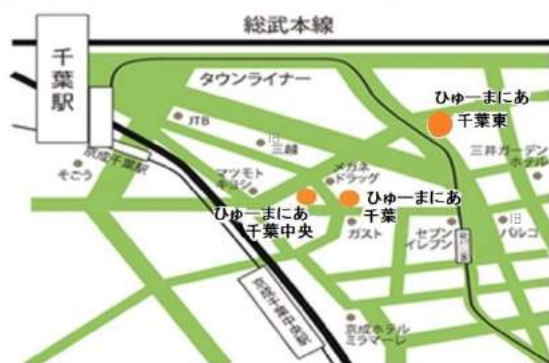 総武本線
千葉駅
タウンライナー
ひゅーまにあ
千葉東
JTB
旧
三越
三井ガーデン
ホテル
京成千葉駅
そごう
マツモト
キヨシ
メガネ
ドラッグ
ひゅーまにあ
千葉中央
ひゅーまにあ
千葉
ガスト
セブン
イレブン
旧
パルコ
京成千葉中央駅
京成ホテル
ミラマーレ